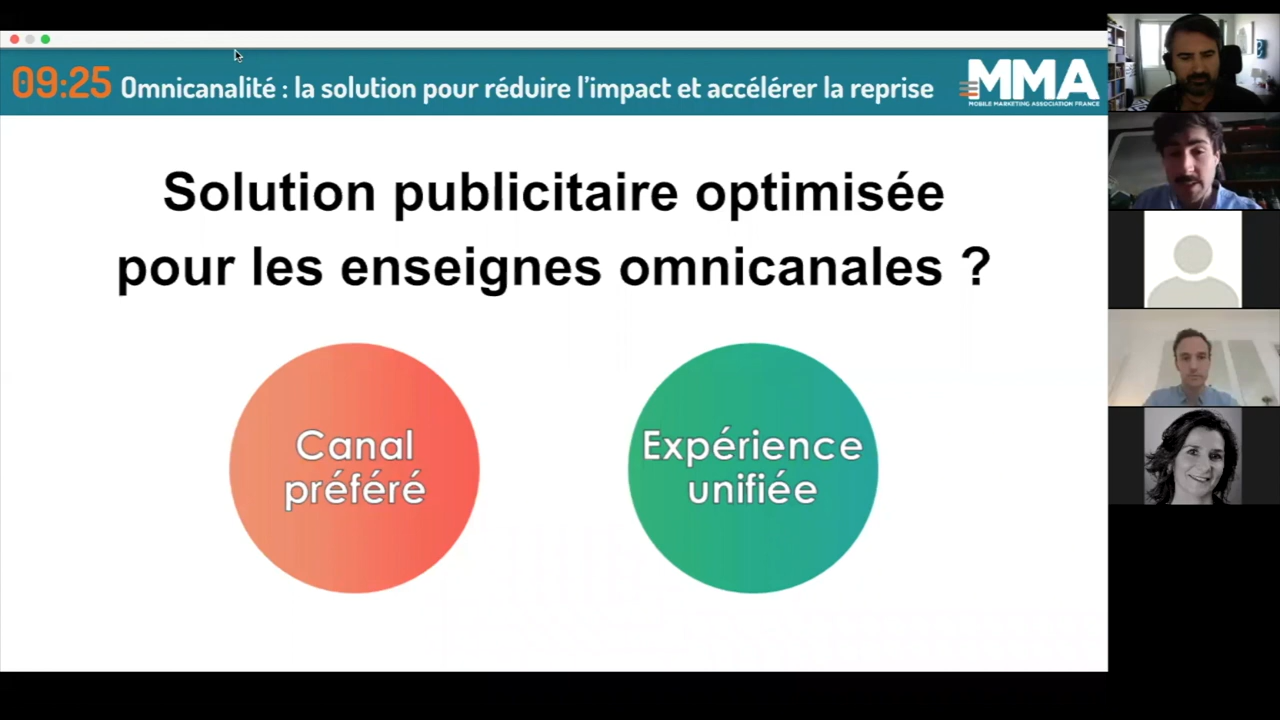 09:25 Omnicanalité : la solution pour réduire l'impact et accélérer la reprise
MMA
MOBILE MARKETING ASSOCIATION FRANCE
Solution publicitaire optimisée
pour les enseignes omnicanales ?
Canal
préféré
Expérience
unifiée